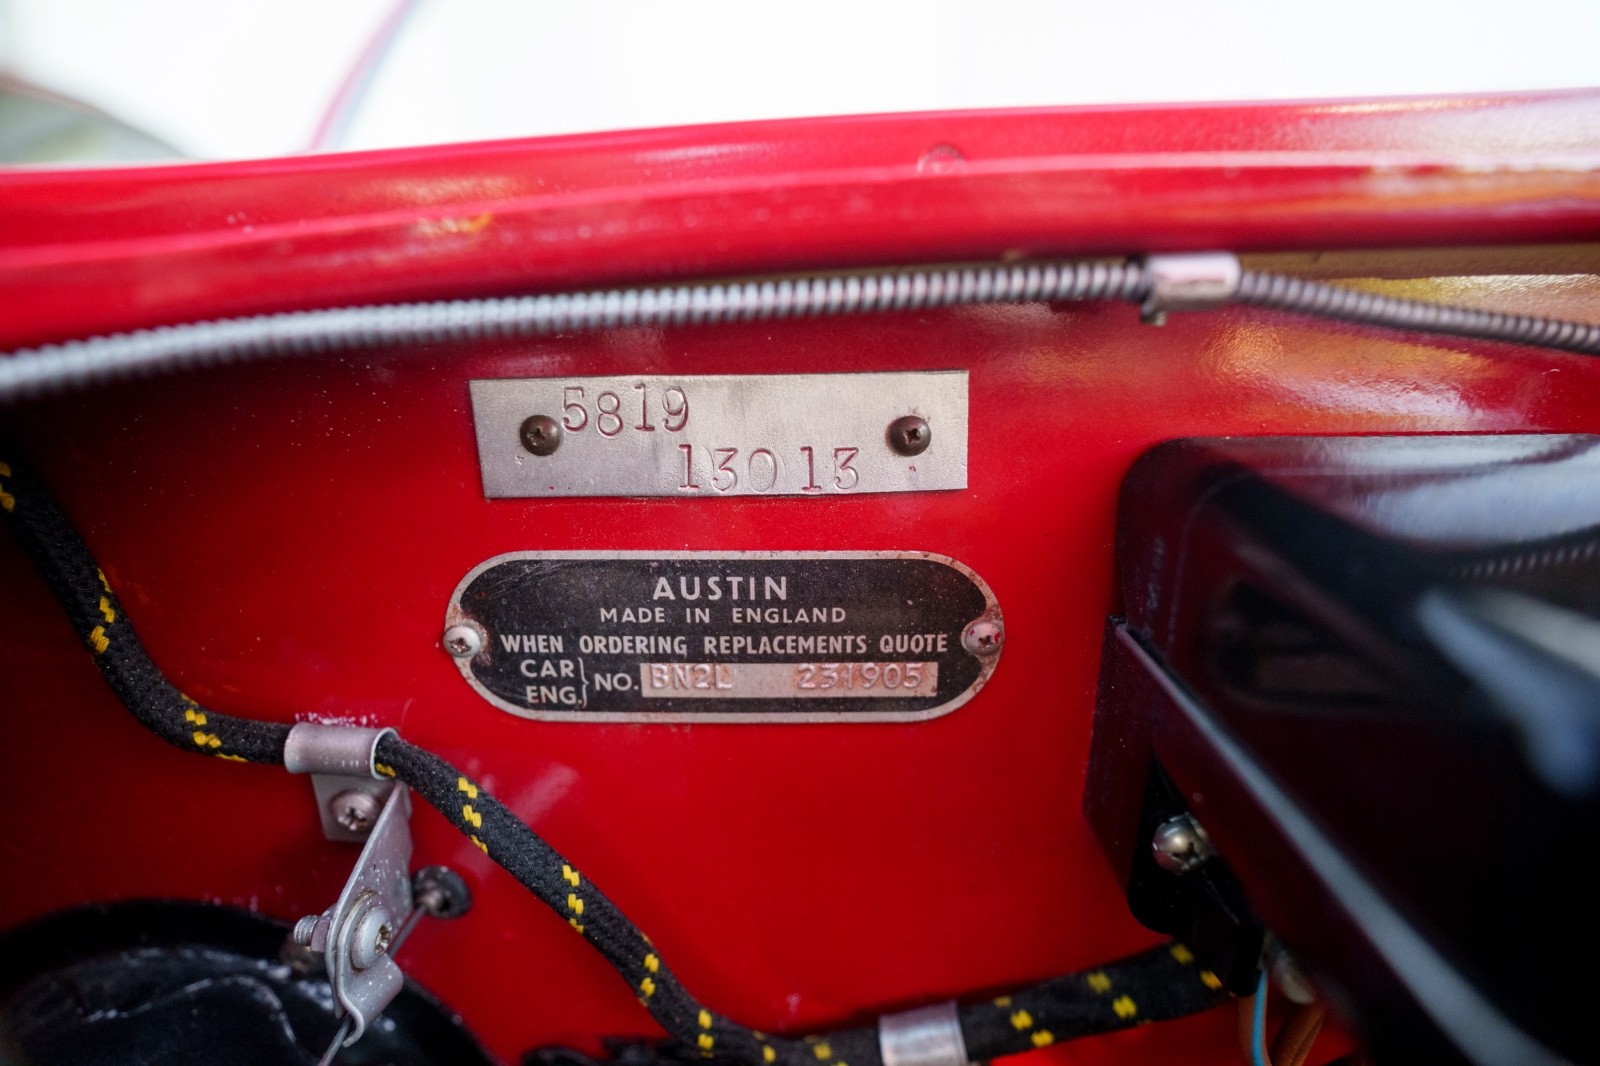 5819
13013
AUSTIN
MADE IN ENGLAND
WHEN ORDERING REPLACEMENTS QUOTE
CAR
ENG. } NO. BN2L 231905